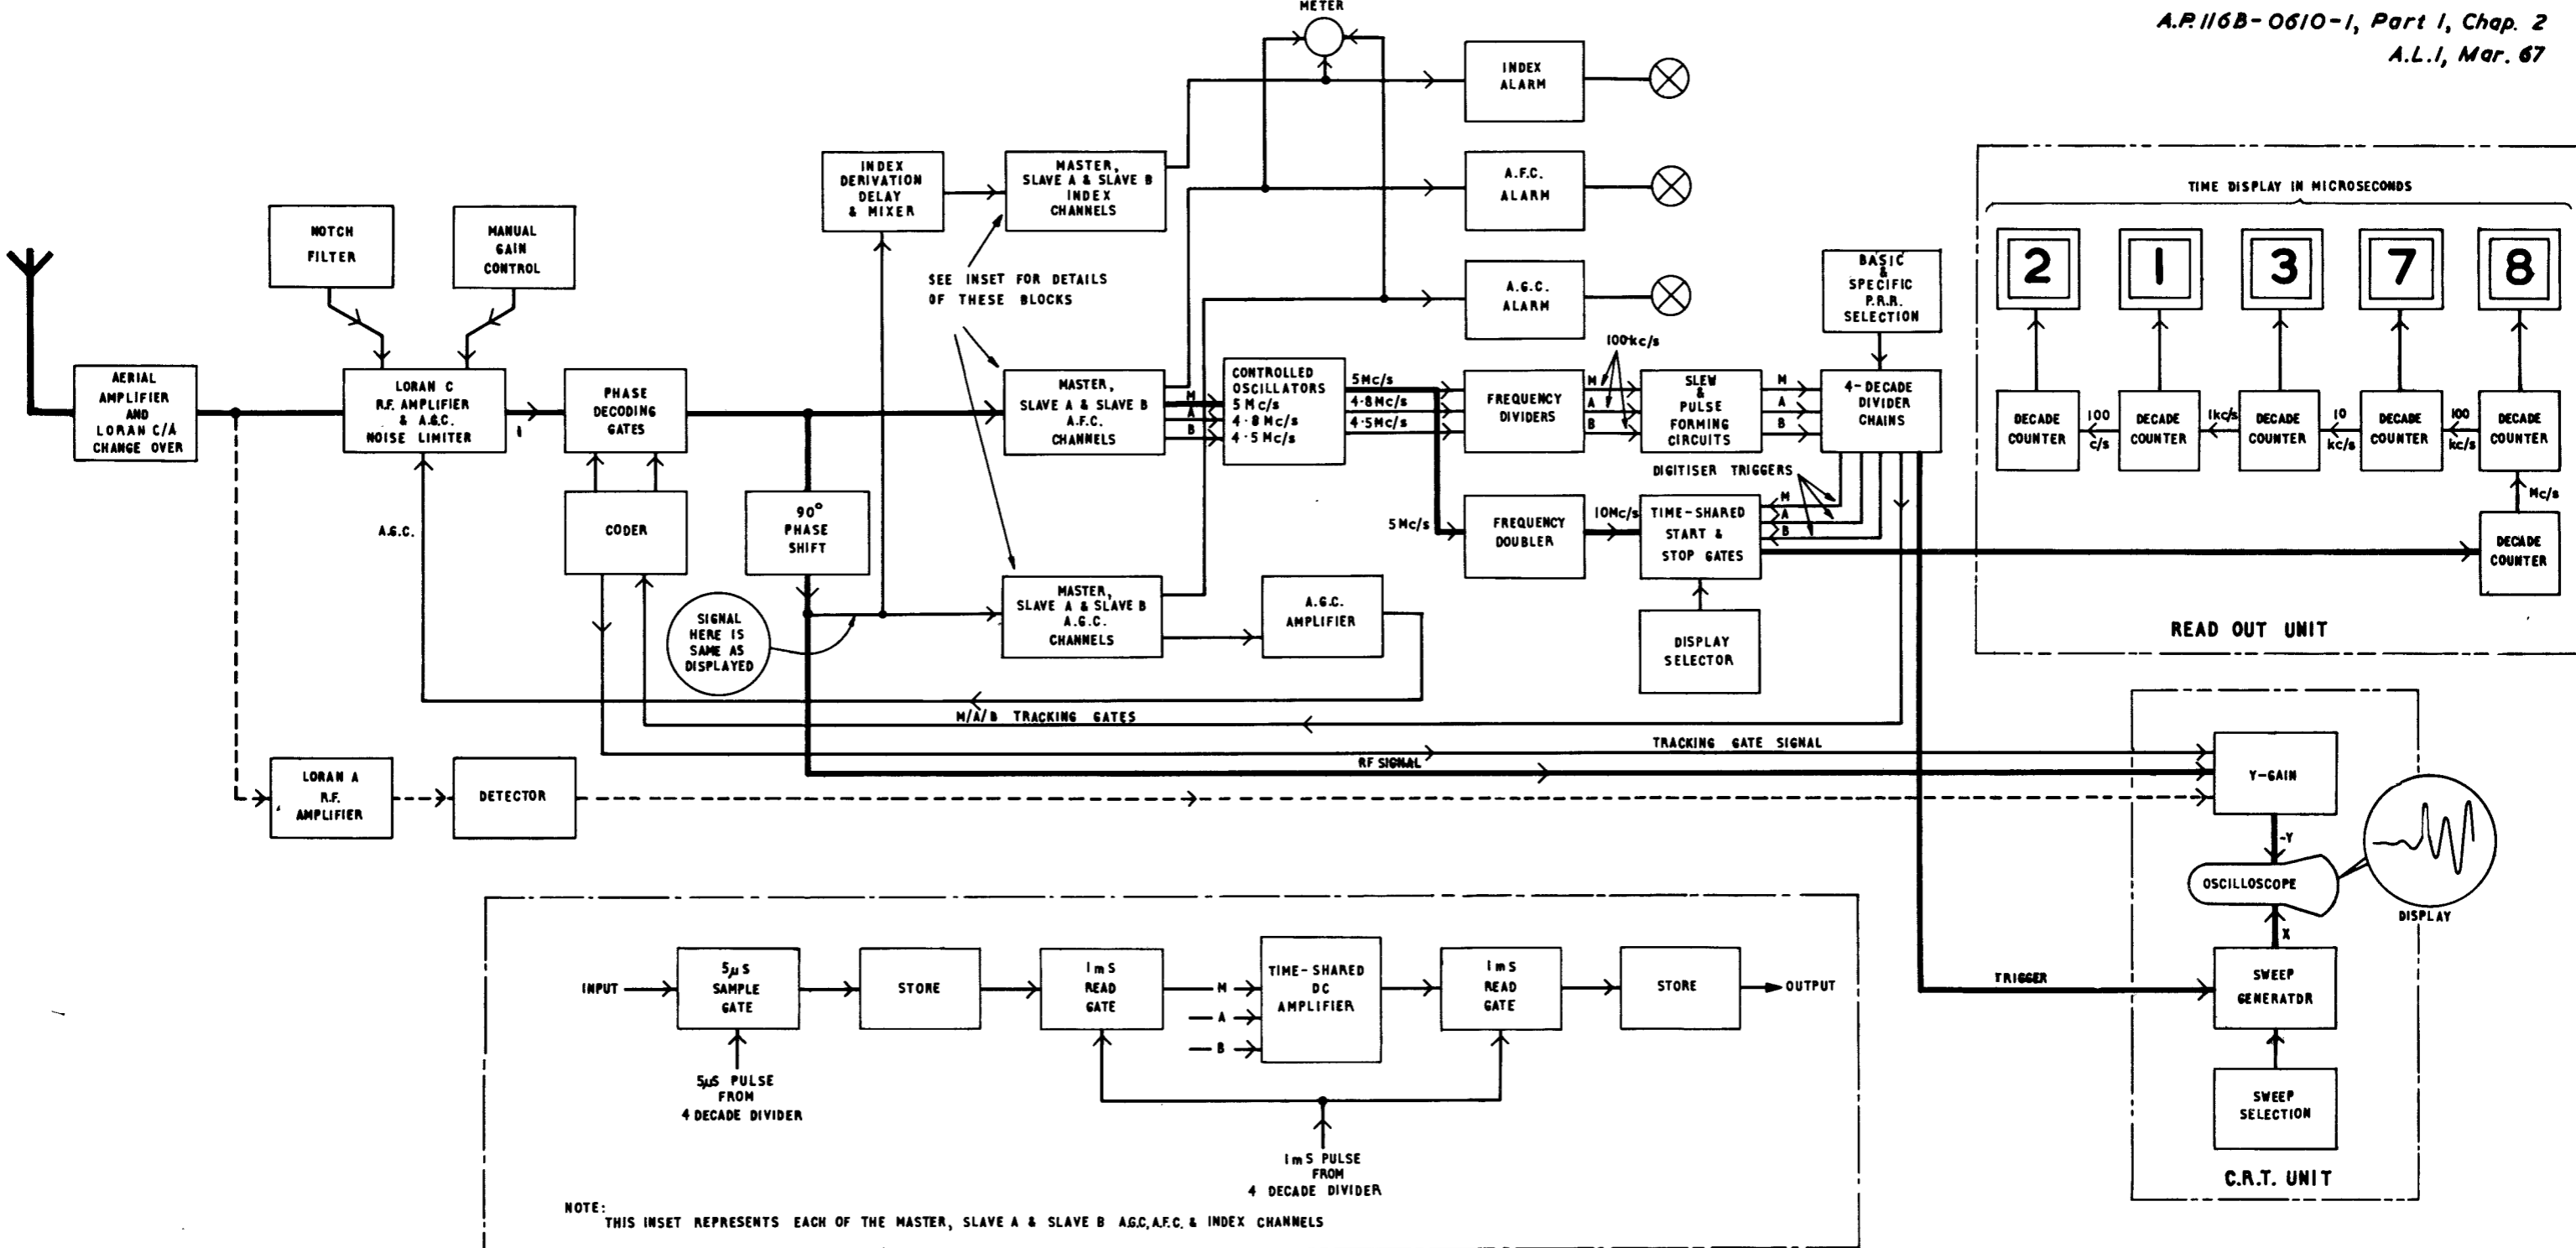 METER
A.P.116B-0610-1, Part 1, Chap. 2
A.L.1, Mar. 67
INDEX
ALARM
A.F.C.
ALARM
A.G.C.
ALARM
INDEX
DERIVATION
DELAY
& MIXER
MASTER,
SLAVE A & SLAVE B
INDEX
CHANNELS
SEE INSET FOR DETAILS
OF THESE BLOCKS
NOTCH
FILTER
MANUAL
GAIN
CONTROL
BASIC
&
SPECIFIC
P.R.R.
SELECTION
TIME DISPLAY IN MICROSECONDS
2
1
3
7
8
AERIAL
AMPLIFIER
AND
LORAN C/A
CHANGE OVER
LORAN C
R.F. AMPLIFIER
& A.G.C.
NOISE LIMITER
PHASE
DECODING
GATES
MASTER,
SLAVE A & SLAVE B
A.F.C.
CHANNELS
M
A
B
CONTROLLED
OSCILLATORS
5 Mc/s
4·8 Mc/s
4·5 Mc/s
5Mc/s
4·8Mc/s
4·5Mc/s
FREQUENCY
DIVIDERS
100kc/s
M
A
B
SLEW
&
PULSE
FORMING
CIRCUITS
M
A
B
4-DECADE
DIVIDER
CHAINS
DECADE
COUNTER
100
c/s
DECADE
COUNTER
1kc/s
DECADE
COUNTER
10
kc/s
DECADE
COUNTER
100
kc/s
DECADE
COUNTER
Mc/s
DECADE
COUNTER
READ OUT UNIT
A.G.C.
CODER
90°
PHASE
SHIFT
5Mc/s
FREQUENCY
DOUBLER
10Mc/s
DIGITISER TRIGGERS
TIME-SHARED
START &
STOP GATES
M
A
B
DISPLAY
SELECTOR
SIGNAL
HERE IS
SAME AS
DISPLAYED
MASTER,
SLAVE A & SLAVE B
A.G.C.
CHANNELS
A.G.C.
AMPLIFIER
M/A/B TRACKING GATES
TRACKING GATE SIGNAL
RF SIGNAL
LORAN A
R.F.
AMPLIFIER
DETECTOR
Y-GAIN
-Y
OSCILLOSCOPE
DISPLAY
X
TRIGGER
SWEEP
GENERATOR
SWEEP
SELECTION
C.R.T. UNIT
INPUT
5µS
SAMPLE
GATE
STORE
1mS
READ
GATE
M
A
B
TIME-SHARED
DC
AMPLIFIER
1mS
READ
GATE
STORE
OUTPUT
5µS PULSE
FROM
4 DECADE DIVIDER
1mS PULSE
FROM
4 DECADE DIVIDER
NOTE:
THIS INSET REPRESENTS EACH OF THE MASTER, SLAVE A & SLAVE B A.G.C, A.F.C. & INDEX CHANNELS